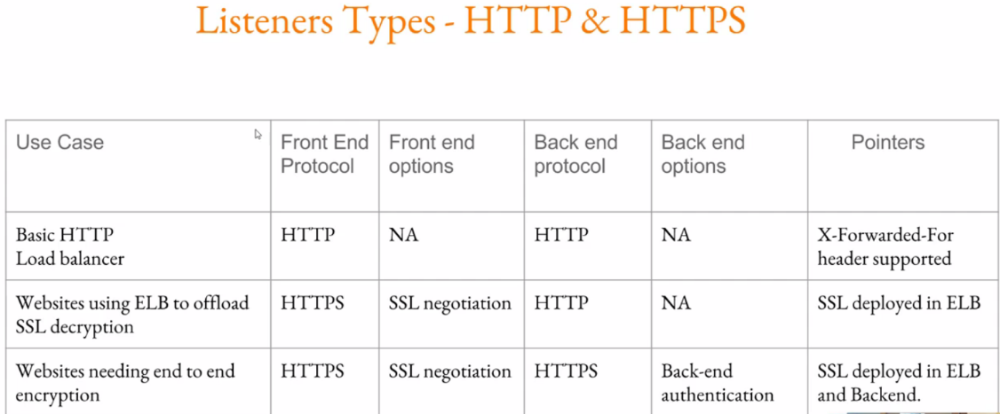 Listeners Types - HTTP & HTTPS
Use Case
Front End Protocol
Front end options
Back end protocol
Back end options
Pointers
Basic HTTP
Load balancer
HTTP
NA
HTTP
NA
X-Forwarded-For
header supported
Websites using ELB to offload
SSL decryption
HTTPS
SSL negotiation
HTTP
NA
SSL deployed in ELB
Websites needing end to end
encryption
HTTPS
SSL negotiation
HTTPS
Back-end
authentication
SSL deployed in ELB
and Backend.